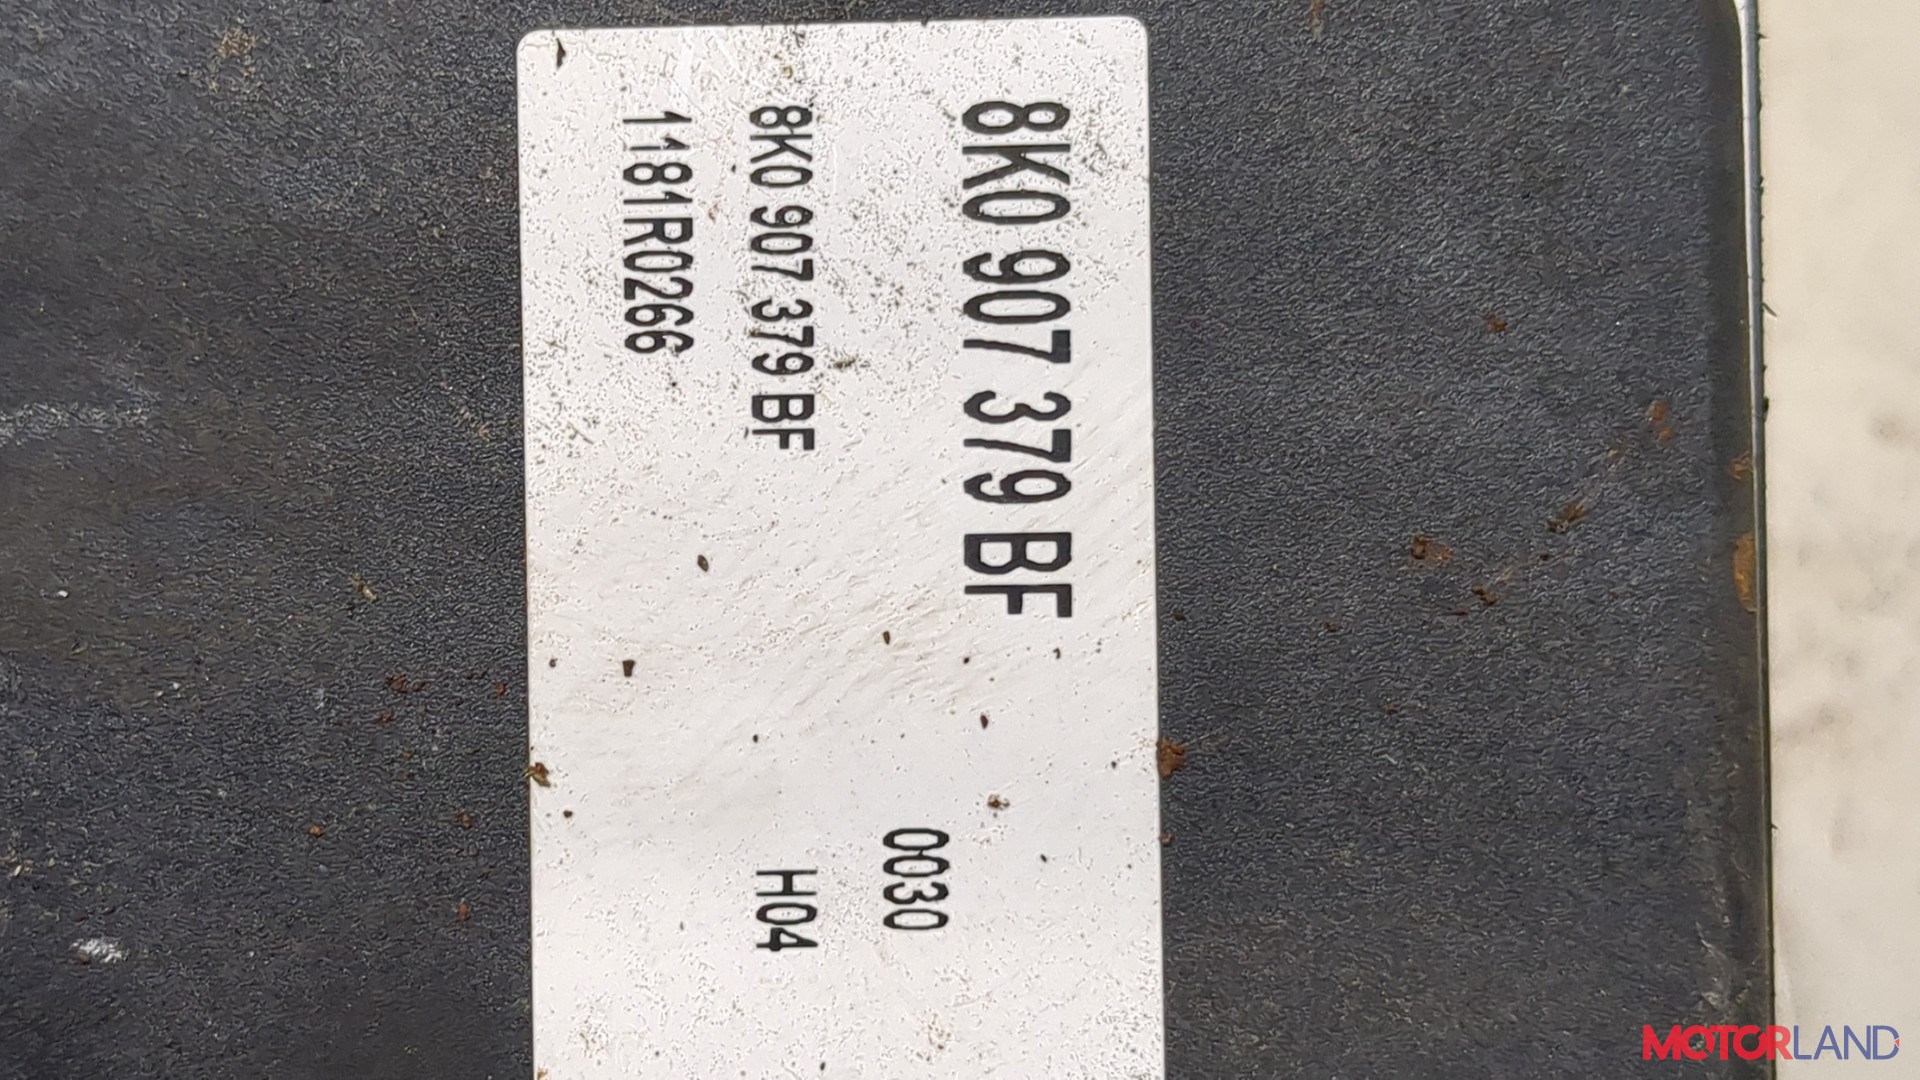 8K0 907 379 BF
0030
8K0 907 379 BF H04
1181R0266
MOTORLAND